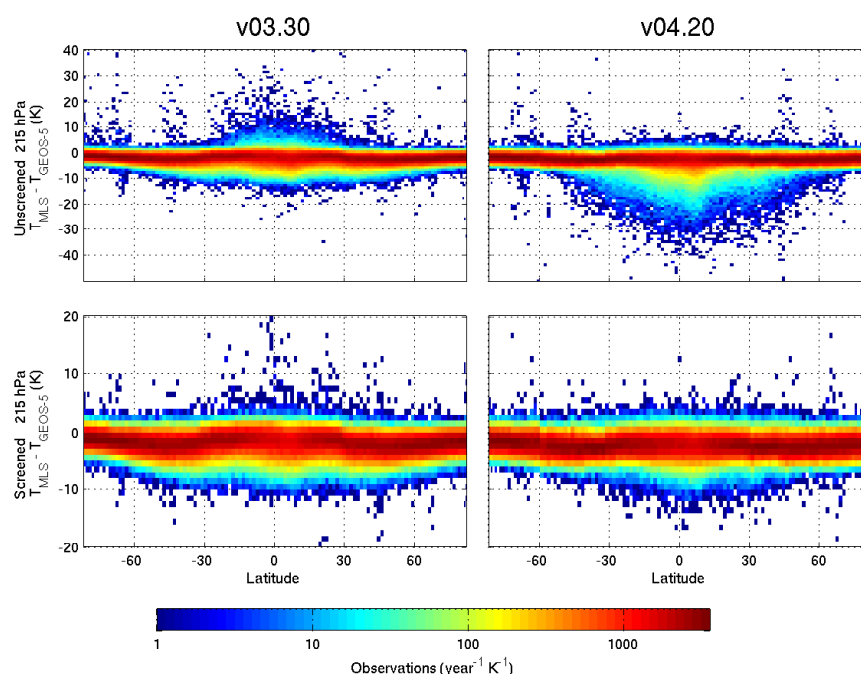 v03.30 v04.20
Unscreened 215 hPa
T_MLS - T_GEOS-5 (K)
40
30
20
10
0
-10
-20
-30
-40
Screened 215 hPa
T_MLS - T_GEOS-5 (K)
20
10
0
-10
-20
-60 -30 0 30 60 -60 -30 0 30 60
Latitude Latitude
1 10 100 1000
Observations (year⁻¹ K⁻¹)